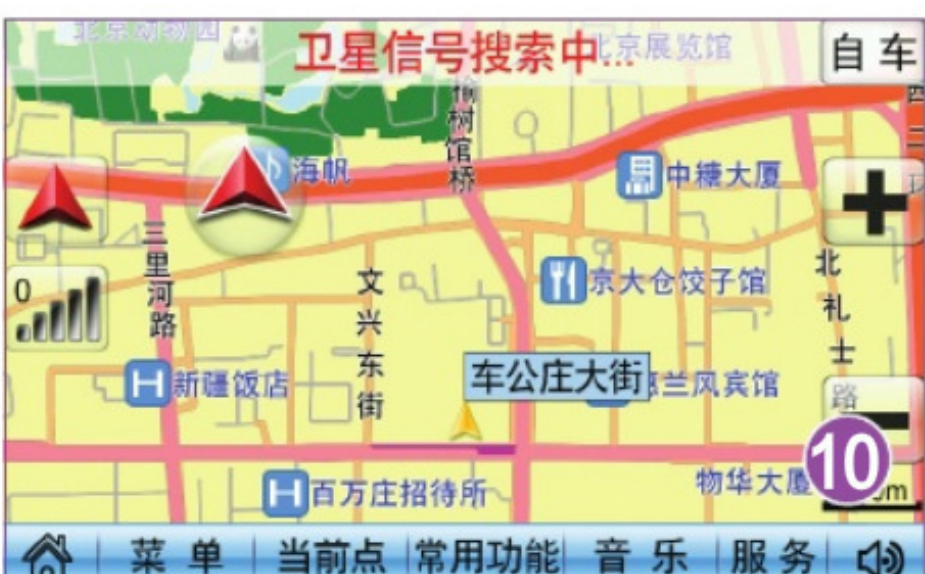 北京动物园
卫星信号搜索中...
北京展览馆
自车
榆树馆桥
西二环
海帆
中糖大厦
三里河路
0
文兴东街
京大仓饺子馆
北礼士路
新疆饭店
车公庄大街
兰风宾馆
10
百万庄招待所
物华大厦
m
菜单
当前点
常用功能
音乐
服务